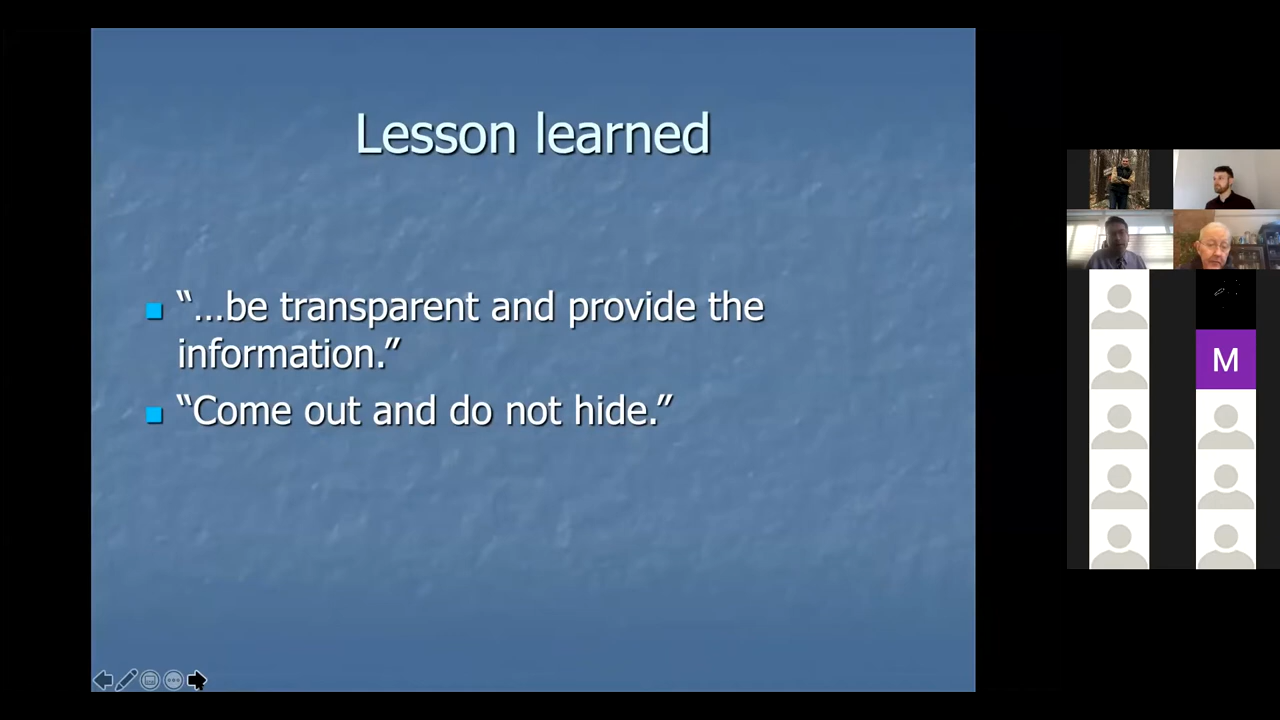 Lesson learned
“…be transparent and provide the
information.”
“Come out and do not hide.”
M